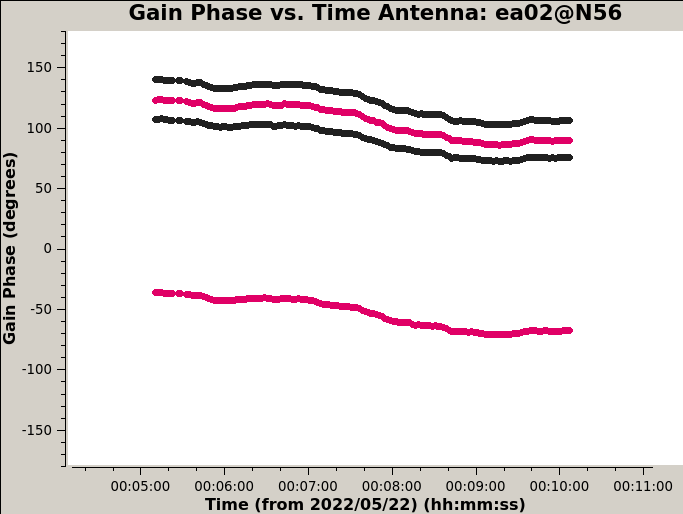 Gain Phase vs. Time Antenna: ea02@N56
Gain Phase (degrees)
150
100
50
0
-50
-100
-150
00:05:00 00:06:00 00:07:00 00:08:00 00:09:00 00:10:00 00:11:00
Time (from 2022/05/22) (hh:mm:ss)